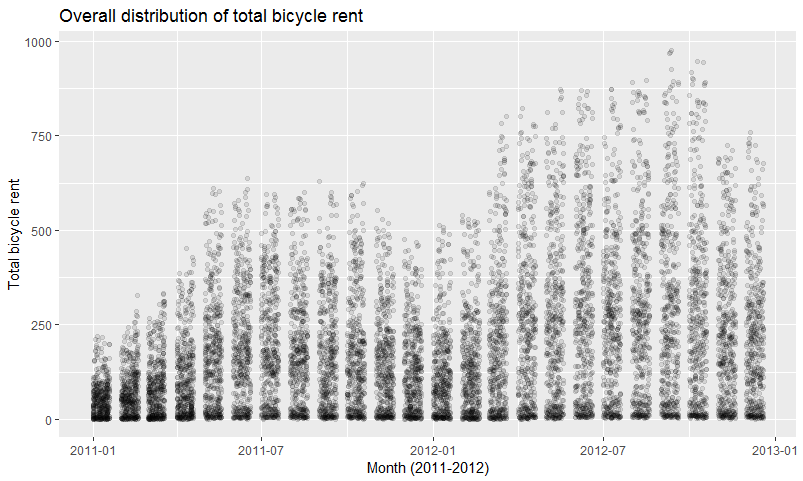 Overall distribution of total bicycle rent
1000
750
500
250
0
Total bicycle rent
2011-01 2011-07 2012-01 2012-07 2013-01
Month (2011-2012)